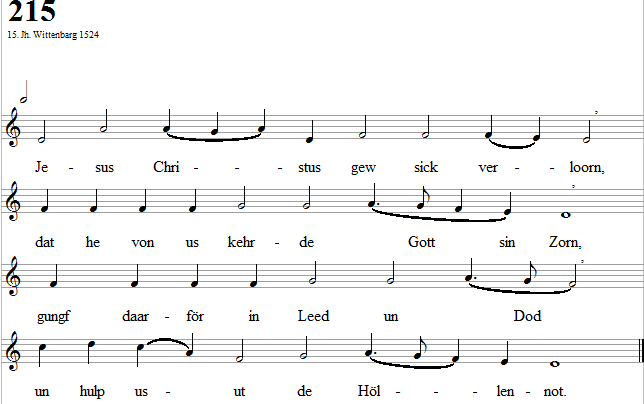 215
15. Jh. Wittenbarg 1524
Je - sus Chri - - - stus gew sick ver - - loorn,
dat he von us kehr - de Gott sin Zorn,
gungf daar - för in Leed un Dod
un hulp us - ut de Höl - - - len - not.